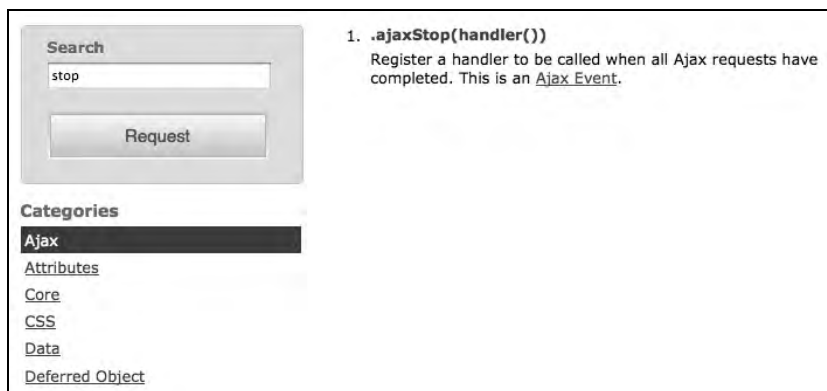 Search
stop
Request
Categories
Ajax
Attributes
Core
CSS
Data
Deferred Object
1. .ajaxStop(handler())
Register a handler to be called when all Ajax requests have
completed. This is an Ajax Event.